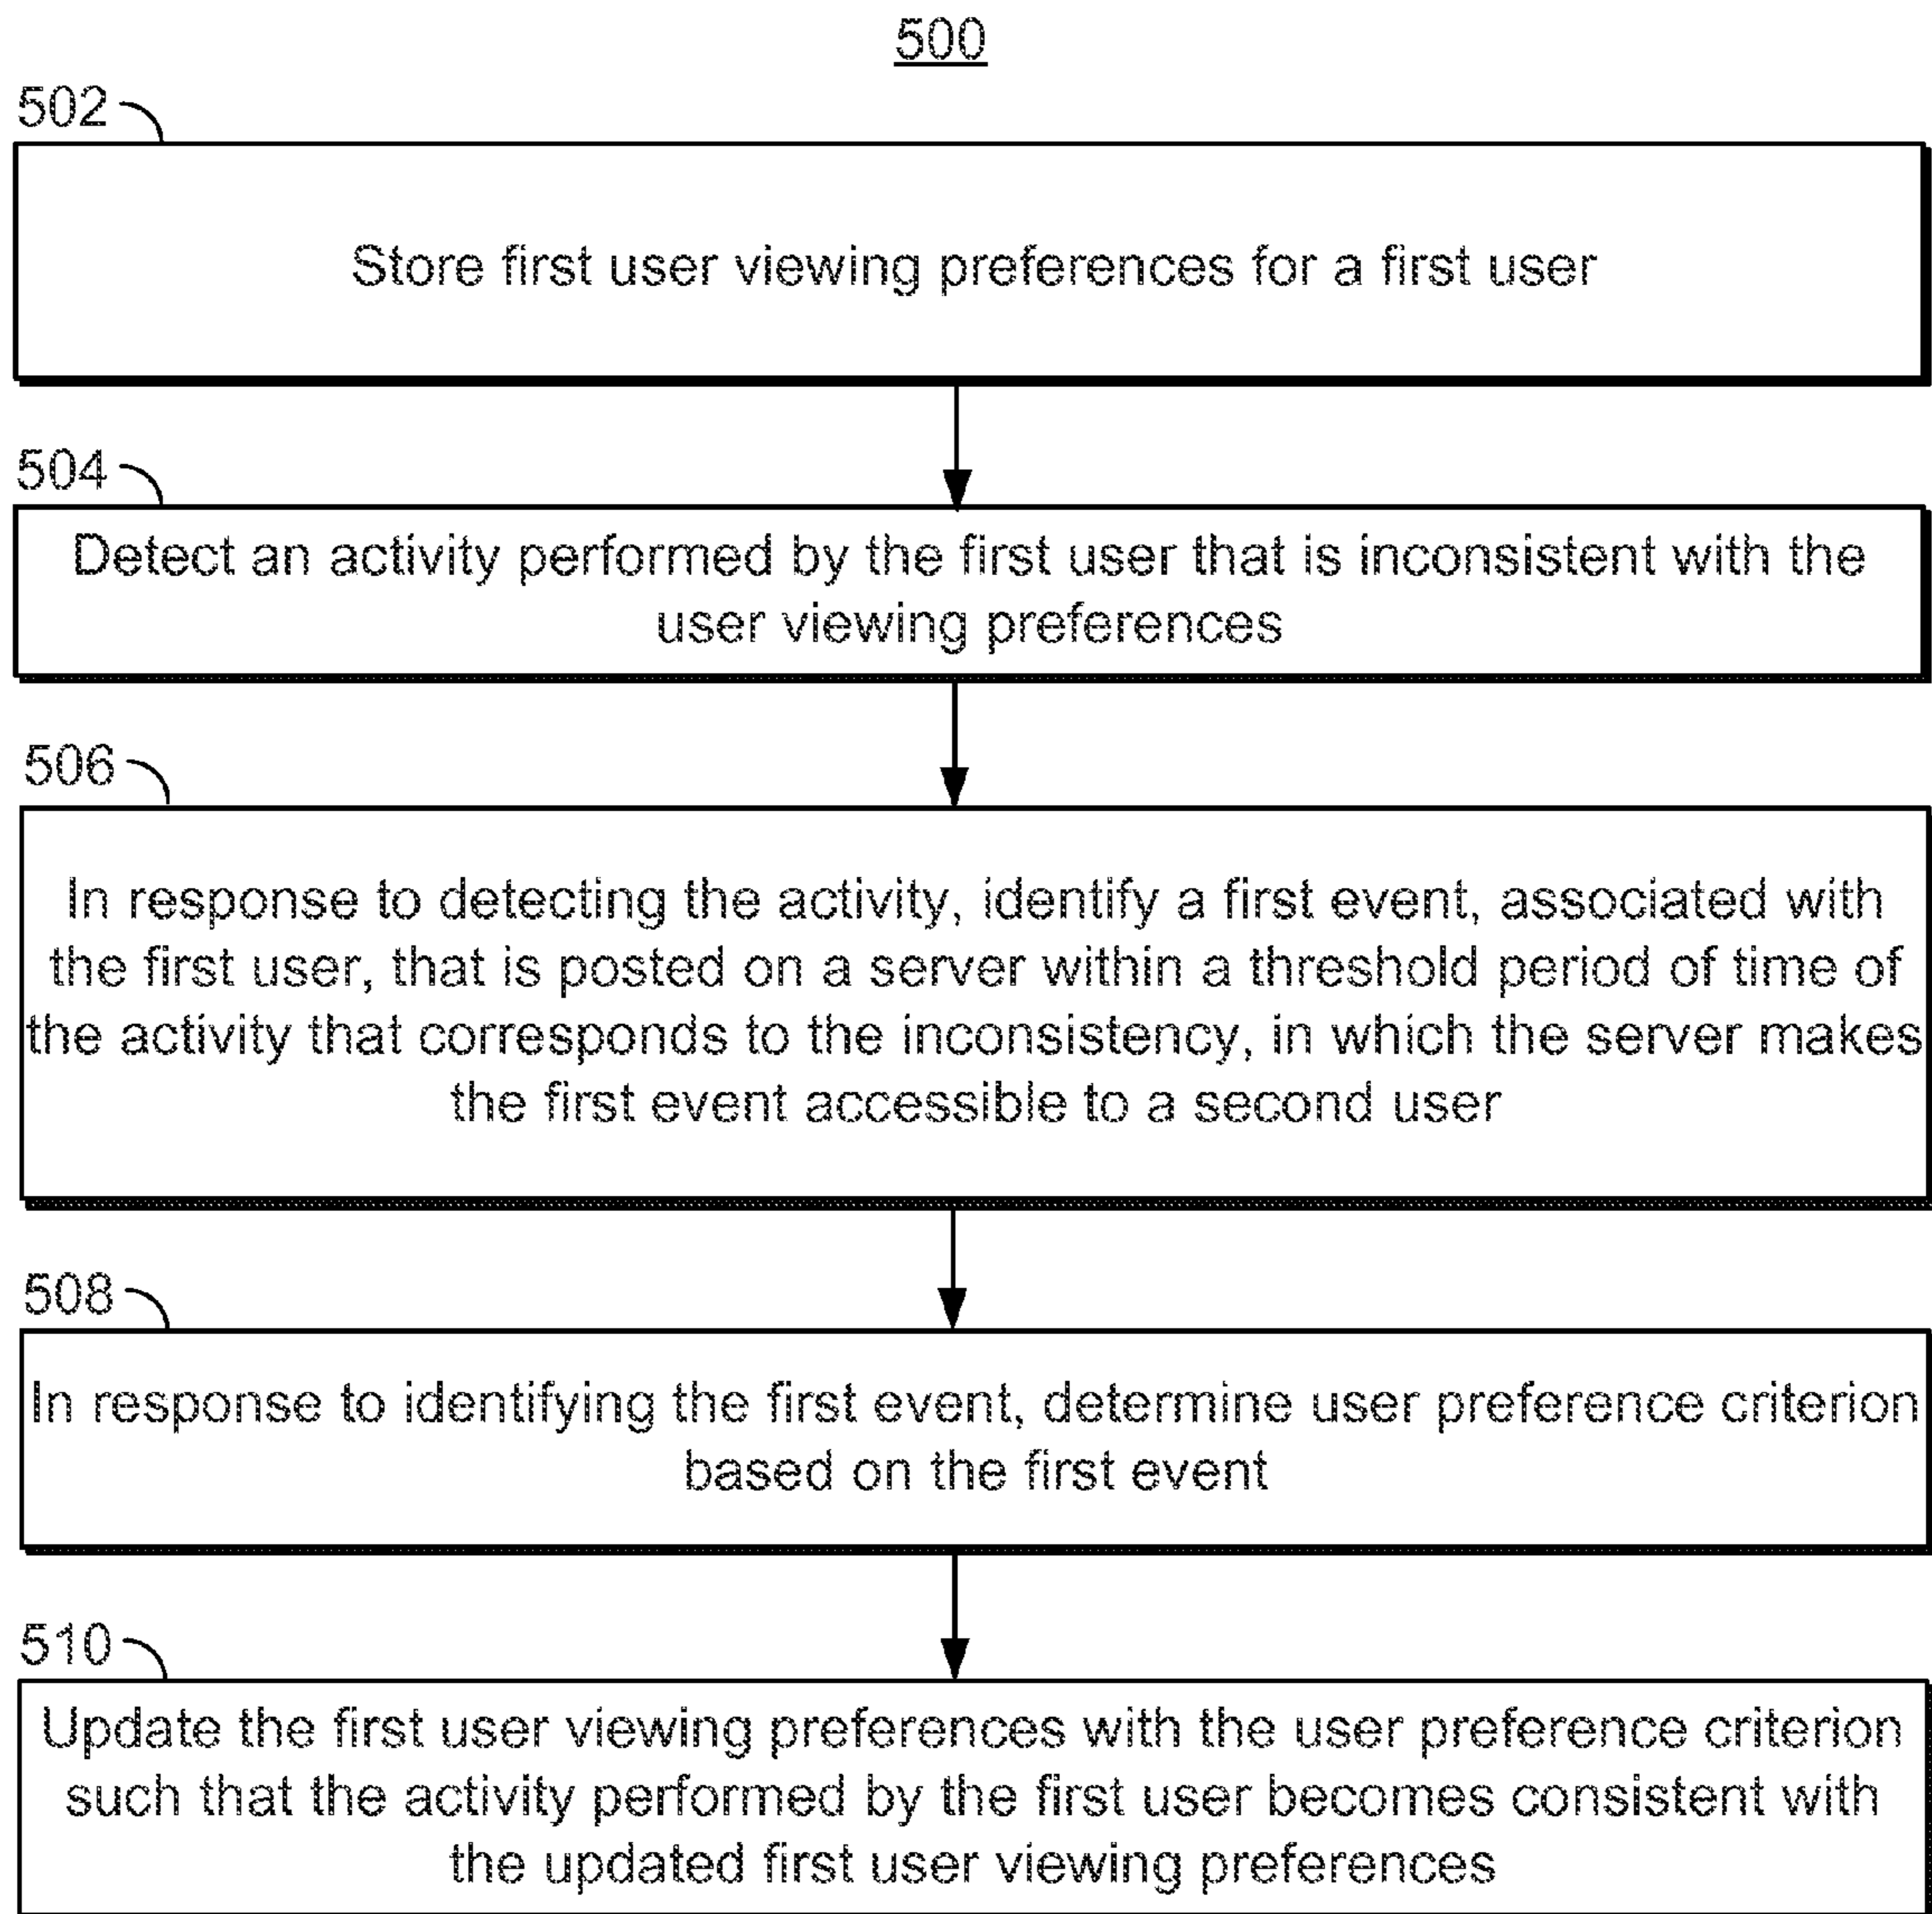 500
502
Store first user viewing preferences for a first user
504
Detect an activity performed by the first user that is inconsistent with the
user viewing preferences
506
In response to detecting the activity, identify a first event, associated with
the first user, that is posted on a server within a threshold period of time of
the activity that corresponds to the inconsistency, in which the server makes
the first event accessible to a second user
508
In response to identifying the first event, determine user preference criterion
based on the first event
510
Update the first user viewing preferences with the user preference criterion
such that the activity performed by the first user becomes consistent with
the updated first user viewing preferences